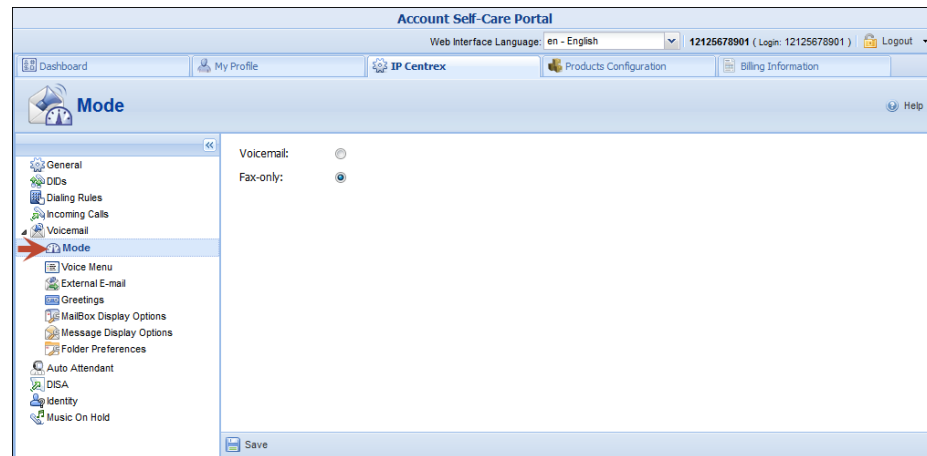 Account Self-Care Portal
Web Interface Language: en - English 12125678901 ( Login: 12125678901 ) Logout
Dashboard My Profile IP Centrex Products Configuration Billing Information
Mode Help
Voicemail:
Fax-only:
General
DIDs
Dialing Rules
Incoming Calls
Voicemail
Mode
Voice Menu
External E-mail
Greetings
MailBox Display Options
Message Display Options
Folder Preferences
Auto Attendant
DISA
Identity
Music On Hold
Save